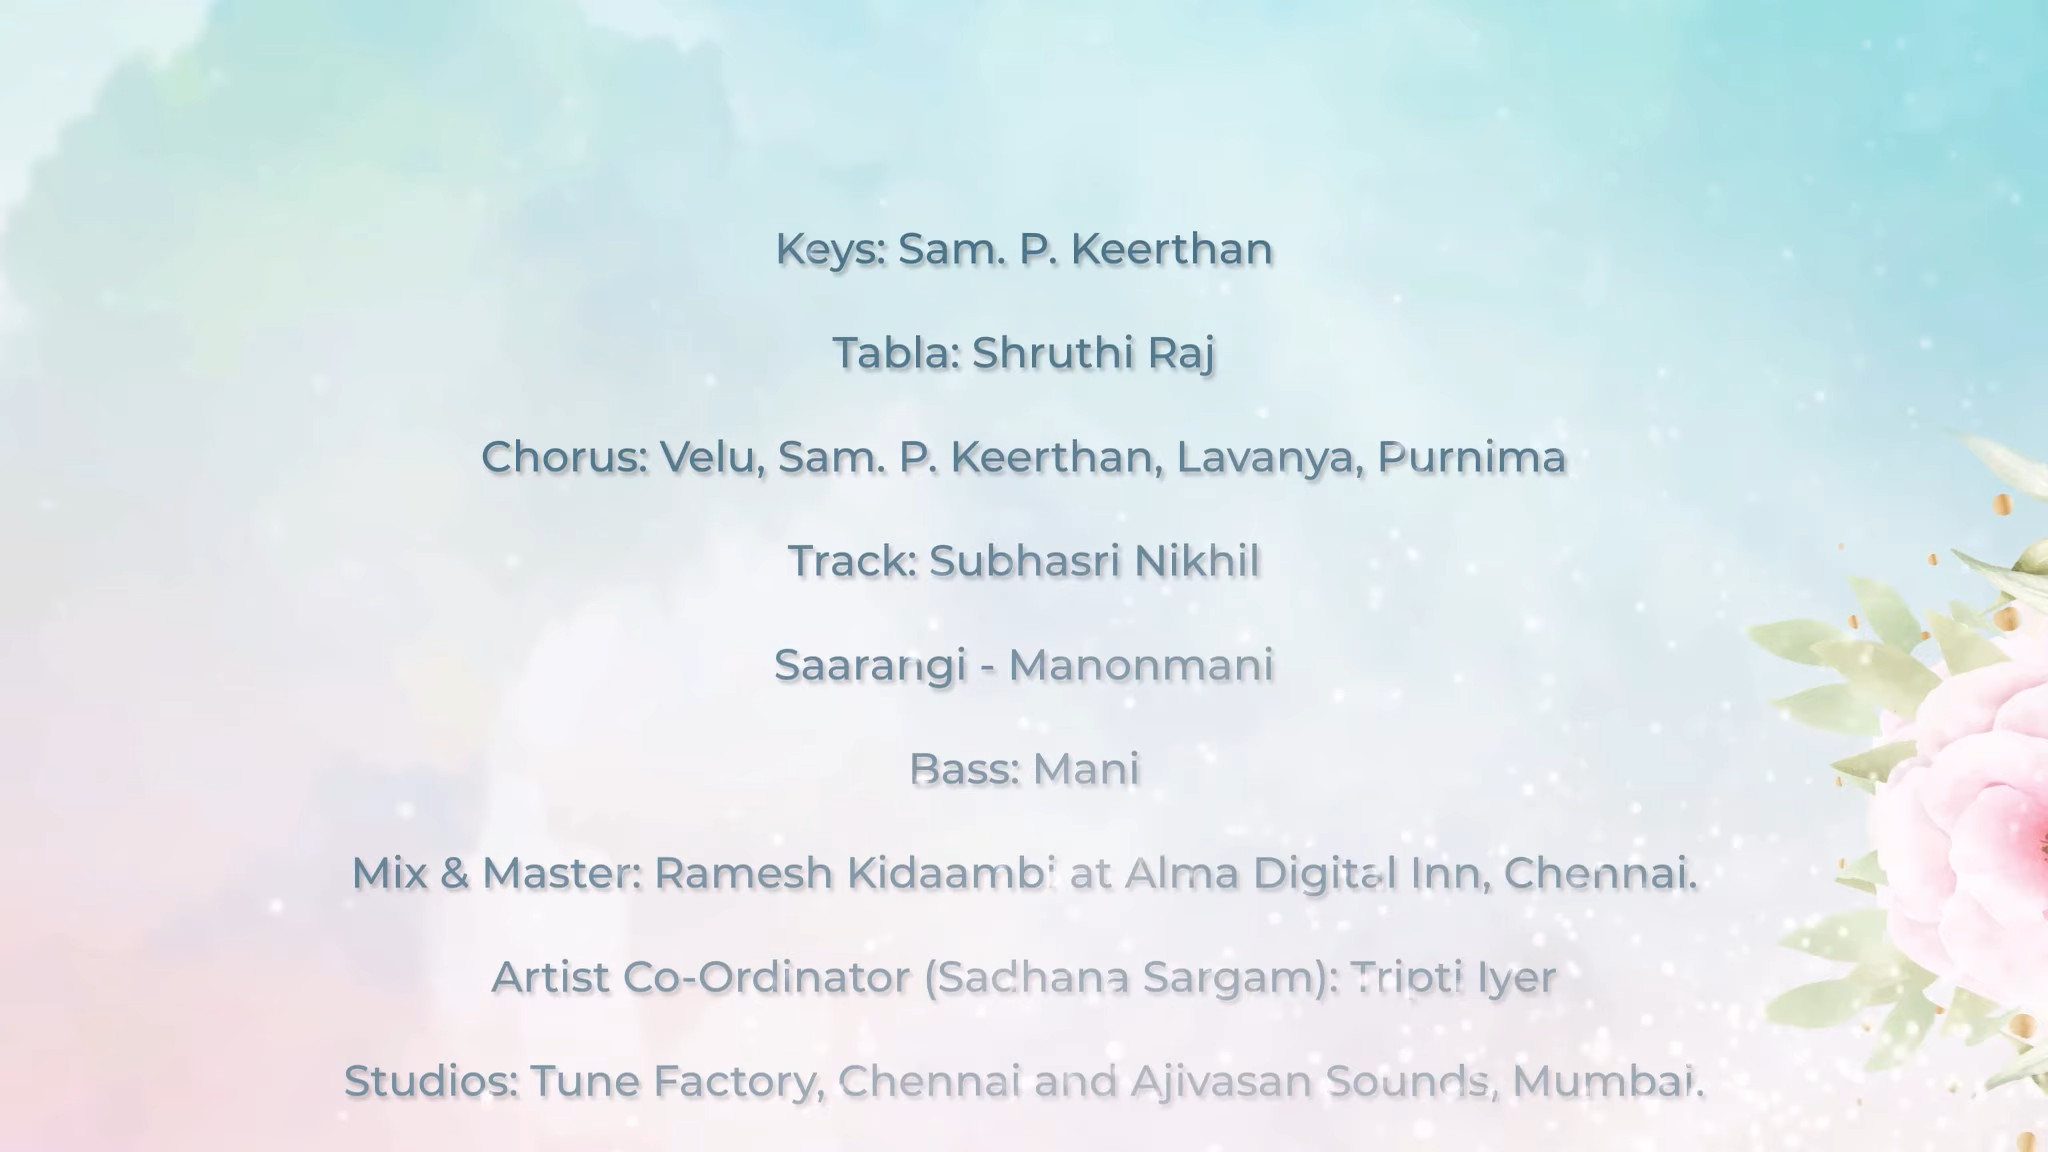 Keys: Sam. P. Keerthan
Tabla: Shruthi Raj
Chorus: Velu, Sam. P. Keerthan, Lavanya, Purnima
Track: Subhasri Nikhil
Saarangi - Manonmani
Bass: Mani
Mix & Master: Ramesh Kidaambi at Alma Digital Inn, Chennai.
Artist Co-Ordinator (Sadhana Sargam): Tripti Iyer
Studios: Tune Factory, Chennai and Ajivasan Sounds, Mumbai.